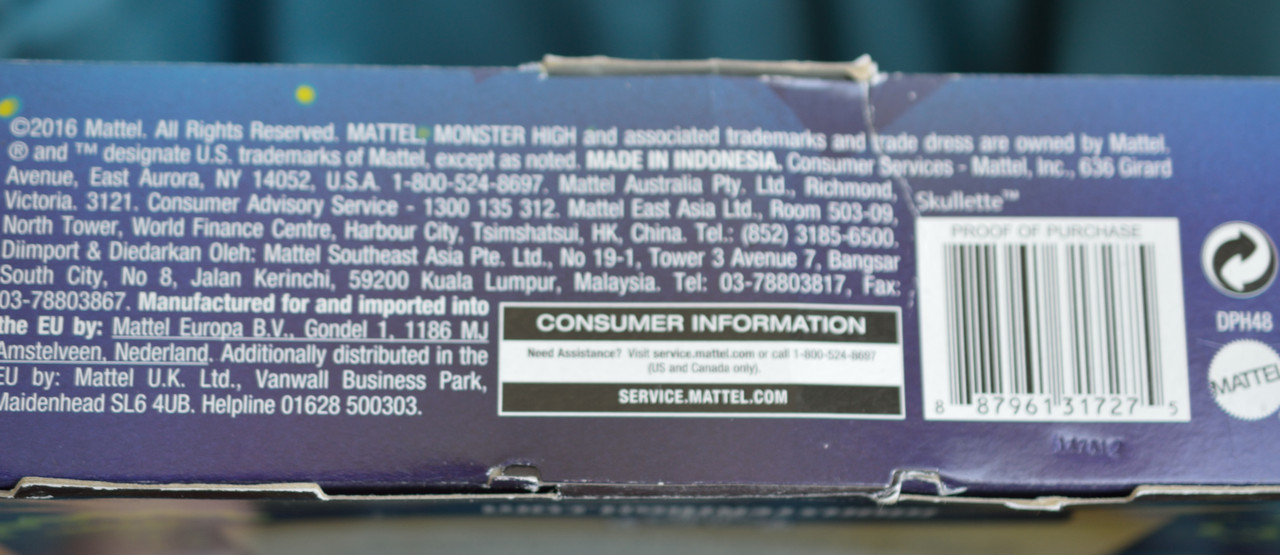 ©2016 Mattel. All Rights Reserved. MATTEL, MONSTER HIGH and associated trademarks and trade dress are owned by Mattel.
® and ™ designate U.S. trademarks of Mattel, except as noted. MADE IN INDONESIA. Consumer Services - Mattel, Inc., 636 Girard
Avenue, East Aurora, NY 14052, U.S.A. 1-800-524-8697. Mattel Australia Pty. Ltd., Richmond,
Victoria. 3121. Consumer Advisory Service - 1300 135 312. Mattel East Asia Ltd., Room 503-09,
North Tower, World Finance Centre, Harbour City, Tsimshatsui, HK, China. Tel.: (852) 3185-6500.
Diimport & Diedarkan Oleh: Mattel Southeast Asia Pte. Ltd., No 19-1, Tower 3 Avenue 7, Bangsar
South City, No 8, Jalan Kerinchi, 59200 Kuala Lumpur, Malaysia. Tel: 03-78803817, Fax:
03-78803867. Manufactured for and imported into
the EU by: Mattel Europa B.V., Gondel 1, 1186 MJ
Amstelveen, Nederland. Additionally distributed in the
EU by: Mattel U.K. Ltd., Vanwall Business Park,
Maidenhead SL6 4UB. Helpline 01628 500303.
CONSUMER INFORMATION
Need Assistance? Visit service.mattel.com or call 1-800-524-8697
(US and Canada only).
SERVICE.MATTEL.COM
Skullette™
PROOF OF PURCHASE
8 87961 31727 5
DPH48
MATTEL